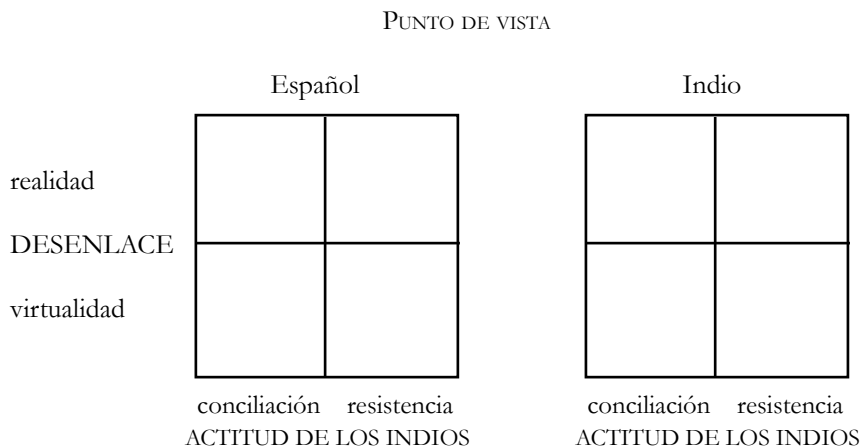 PUNTO DE VISTA
Español Indio
realidad
DESENLACE
virtualidad
conciliación resistencia conciliación resistencia
ACTITUD DE LOS INDIOS ACTITUD DE LOS INDIOS